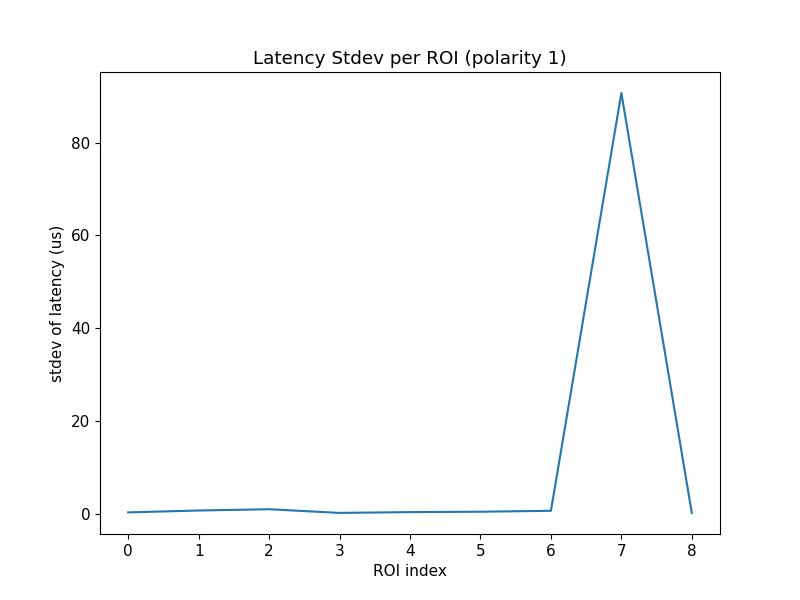 Latency Stdev per ROI (polarity 1)
stdev of latency (us)
80
60
40
20
0
0 1 2 3 4 5 6 7 8
ROI index